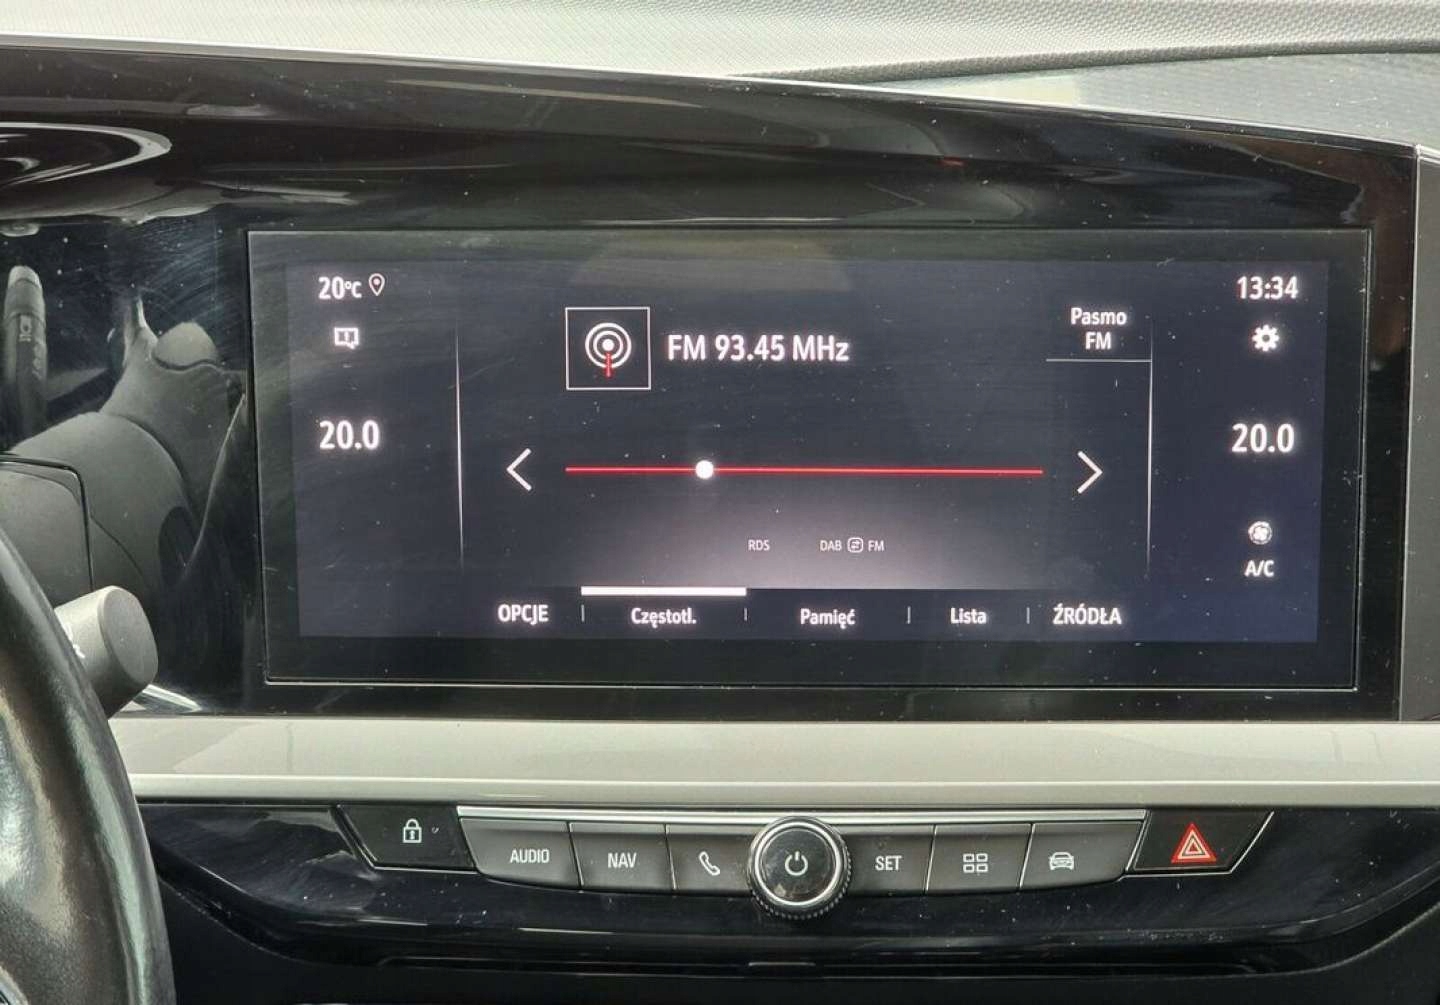 20°C
13:34
FM 93.45 MHz
Pasmo
FM
20.0
20.0
RDS
DAB FM
A/C
OPCJE
Częstotl.
Pamięć
Lista
ŹRÓDŁA
AUDIO
NAV
SET